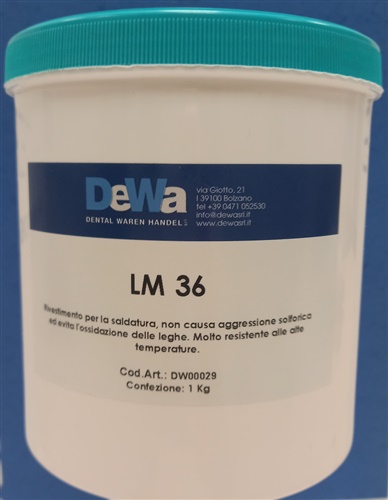 DeWa
DENTAL WAREN HANDEL SRL
via Giotto, 21
I 39100 Bolzano
tel +39 0471 052530
info@dewasrl.it
www.dewasrl.it
LM 36
Rivestimento per la saldatura, non causa aggressione solforica
ed evita l'ossidazione delle leghe. Molto resistente alle alte
temperature.
Cod.Art.: DW00029
Confezione: 1 Kg